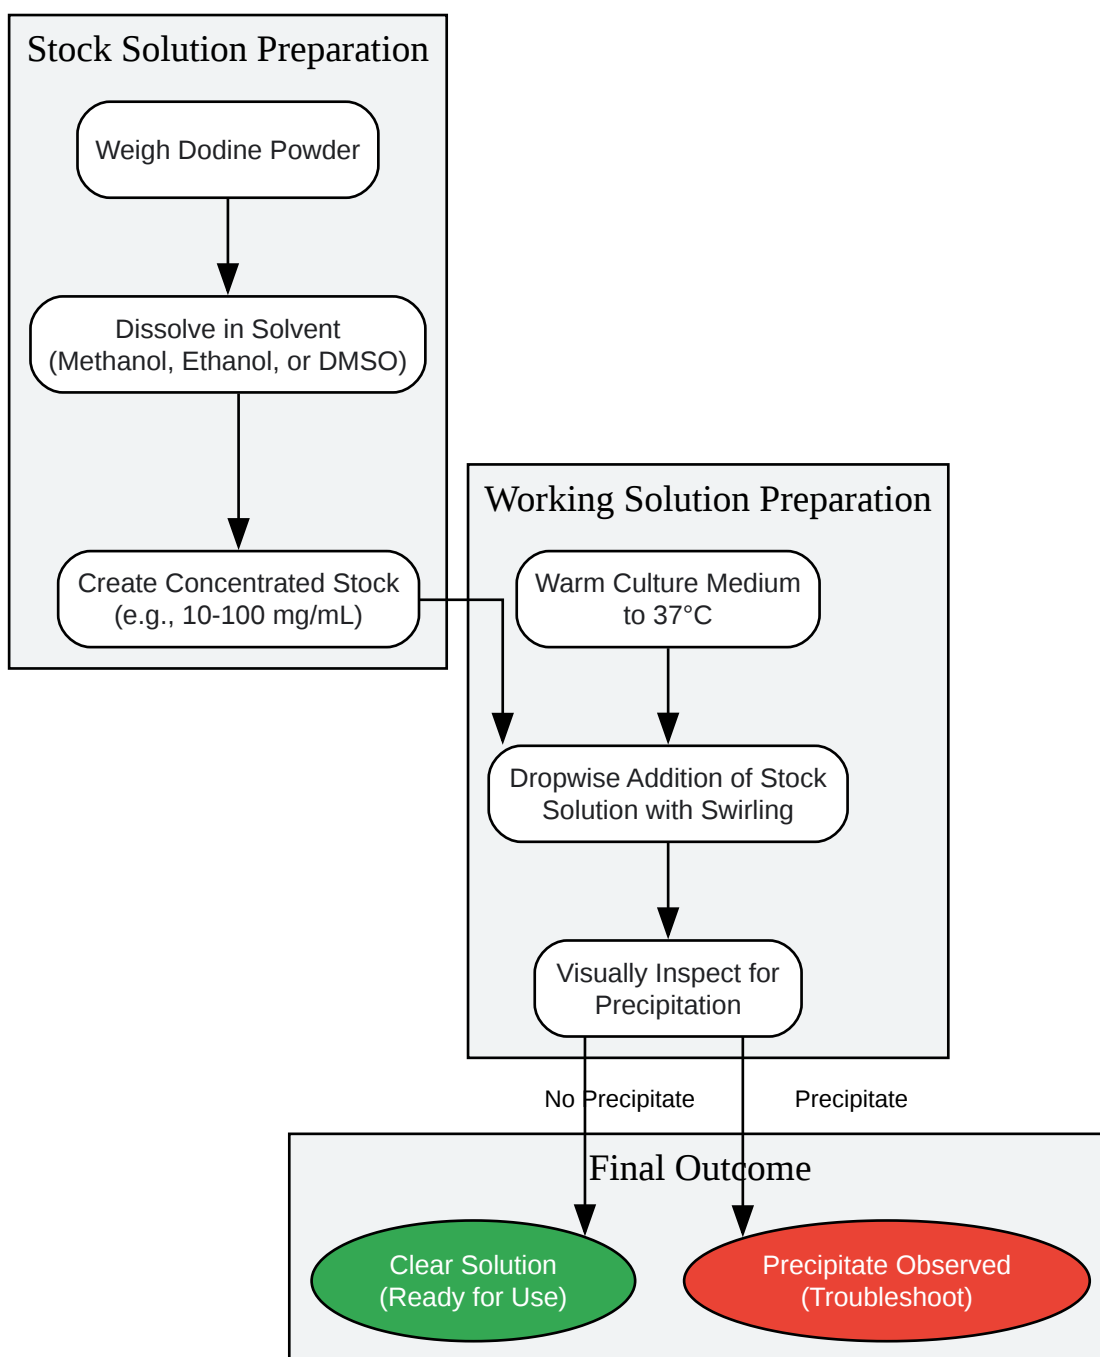 Stock Solution Preparation
Weigh Dodine Powder
Dissolve in Solvent
(Methanol, Ethanol, or DMSO)
Create Concentrated Stock
(e.g., 10-100 mg/mL)
Working Solution Preparation
Warm Culture Medium
to 37°C
Dropwise Addition of Stock
Solution with Swirling
Visually Inspect for
Precipitation
No Precipitate
Precipitate
Final Outcome
Clear Solution
(Ready for Use)
Precipitate Observed
(Troubleshoot)